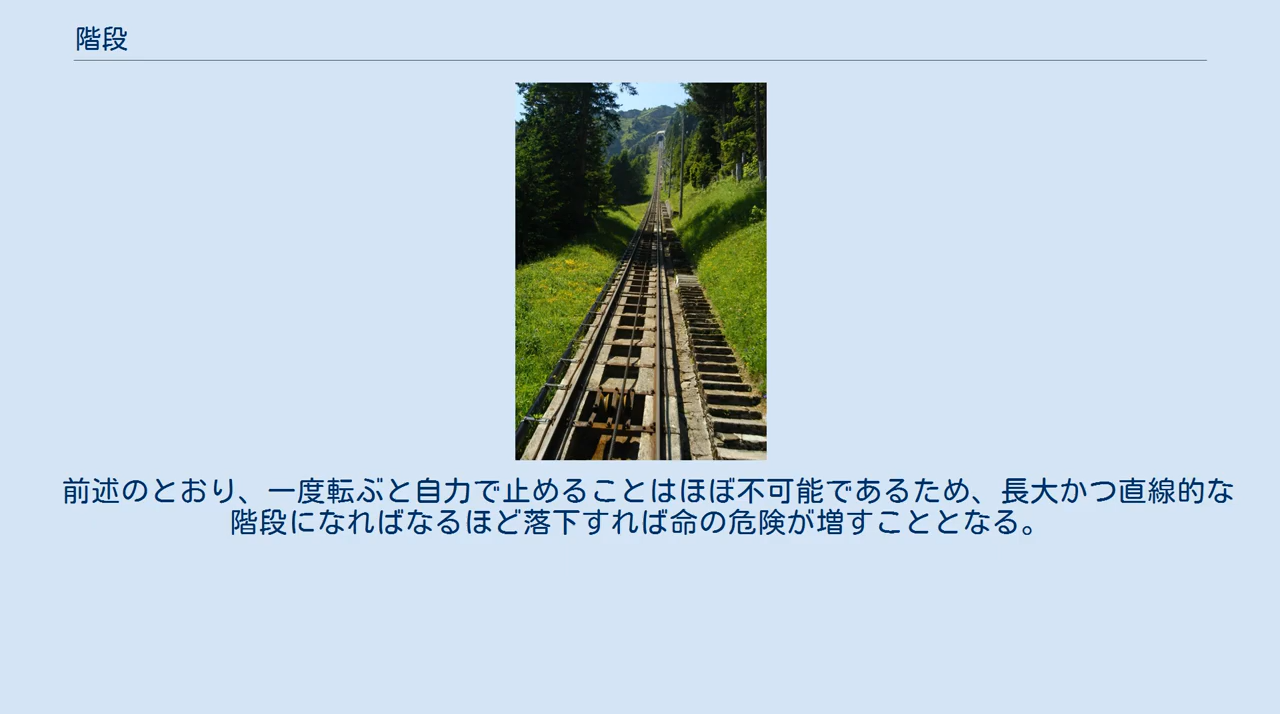 階段
前述のとおり、一度転ぶと自力で止めることはほぼ不可能であるため、長大かつ直線的な
階段になればなるほど落下すれば命の危険が増すこととなる。